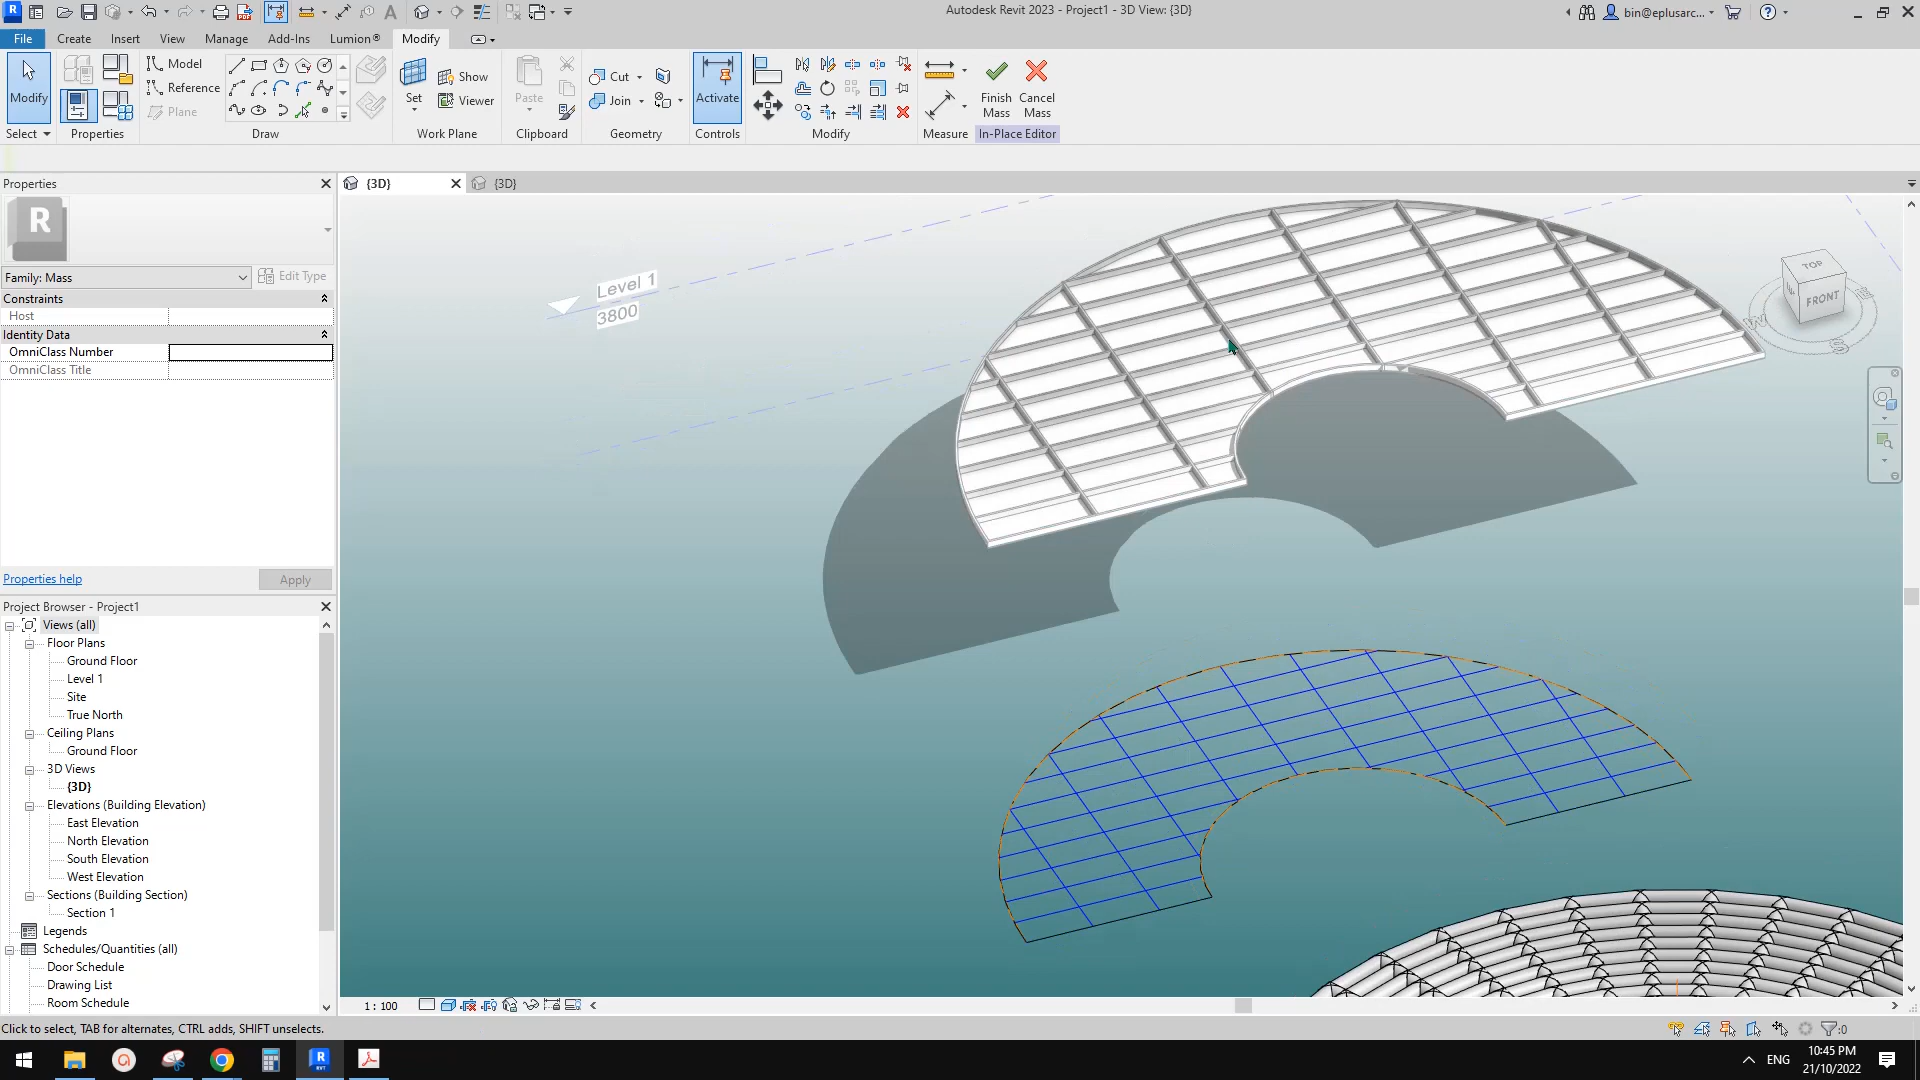 Autodesk Revit 2023 - Project1 - 3D View: {3D}
bin@eplusarc...
File Create Insert View Manage Add-Ins Lumion® Modify
Modify
Select
Properties
Model
Reference
Plane
Draw
Set
Show
Viewer
Work Plane
Paste
Clipboard
Cut
Join
Geometry
Activate
Controls
Modify
Measure
Finish Mass
Cancel Mass
In-Place Editor
Properties
{3D}
{3D}
R
Family: Mass
Edit Type
Constraints
Host
Identity Data
OmniClass Number
OmniClass Title
Properties help
Apply
Project Browser - Project1
Views (all)
Floor Plans
Ground Floor
Level 1
Site
True North
Ceiling Plans
Ground Floor
3D Views
{3D}
Elevations (Building Elevation)
East Elevation
North Elevation
South Elevation
West Elevation
Sections (Building Section)
Section 1
Legends
Schedules/Quantities (all)
Door Schedule
Drawing List
Room Schedule
Level 1
3800
TOP
FRONT
W
S
E
1 : 100
Click to select, TAB for alternates, CTRL adds, SHIFT unselects.
:0
ENG
10:45 PM
21/10/2022